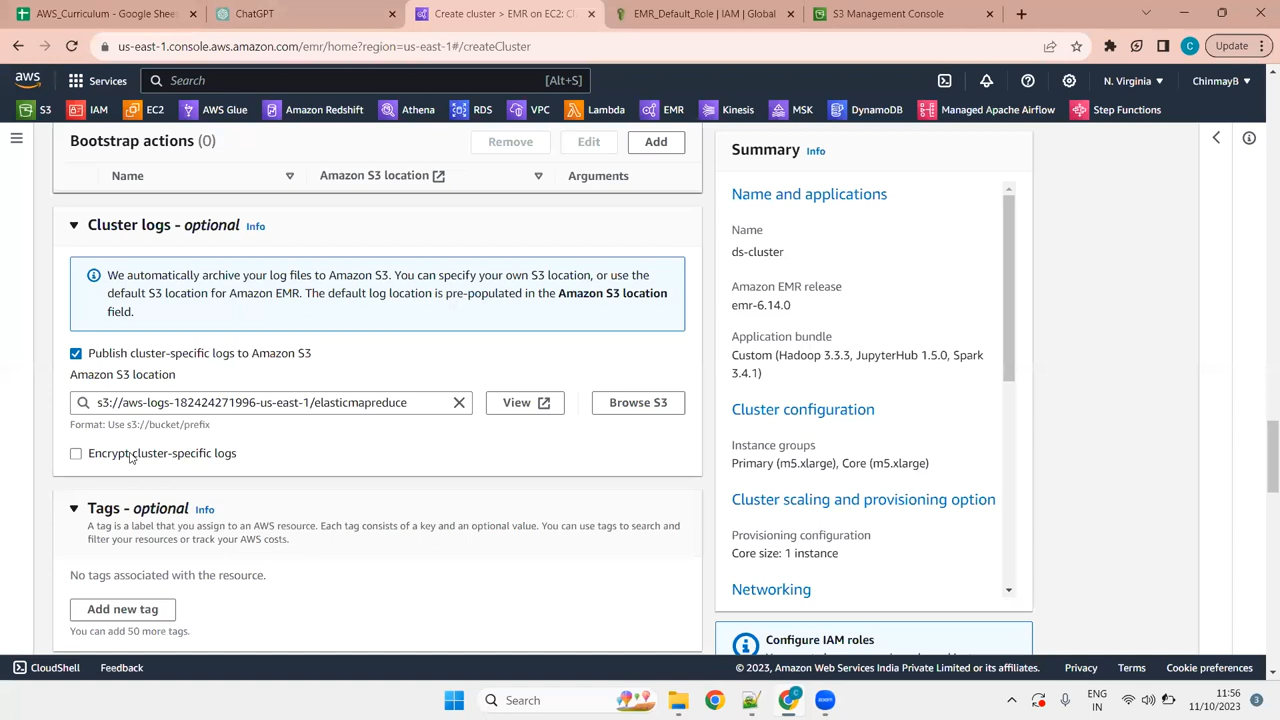 AWS_Curriculum - Google Sheet
ChatGPT
Create cluster > EMR on EC2: Cl
EMR_Default_Role | IAM | Global
S3 Management Console
us-east-1.console.aws.amazon.com/emr/home?region=us-east-1#/createCluster
C
Update
aws
Services
Search
[Alt+S]
N. Virginia
ChinmayB
S3
IAM
EC2
AWS Glue
Amazon Redshift
Athena
RDS
VPC
Lambda
EMR
Kinesis
MSK
DynamoDB
Managed Apache Airflow
Step Functions
Bootstrap actions (0)
Remove
Edit
Add
Name
Amazon S3 location
Arguments
Cluster logs - optional Info
We automatically archive your log files to Amazon S3. You can specify your own S3 location, or use the
default S3 location for Amazon EMR. The default log location is pre-populated in the Amazon S3 location
field.
Publish cluster-specific logs to Amazon S3
Amazon S3 location
s3://aws-logs-182424271996-us-east-1/elasticmapreduce
View
Browse S3
Format: Use s3://bucket/prefix
Encrypt cluster-specific logs
Tags - optional Info
A tag is a label that you assign to an AWS resource. Each tag consists of a key and an optional value. You can use tags to search and
filter your resources or track your AWS costs.
No tags associated with the resource.
Add new tag
You can add 50 more tags.
Summary Info
Name and applications
Name
ds-cluster
Amazon EMR release
emr-6.14.0
Application bundle
Custom (Hadoop 3.3.3, JupyterHub 1.5.0, Spark
3.4.1)
Cluster configuration
Instance groups
Primary (m5.xlarge), Core (m5.xlarge)
Cluster scaling and provisioning option
Provisioning configuration
Core size: 1 instance
Networking
Configure IAM roles
CloudShell
Feedback
© 2023, Amazon Web Services India Private Limited or its affiliates.
Privacy
Terms
Cookie preferences
Search
zoom
ENG
IN
11:56
11/10/2023
3